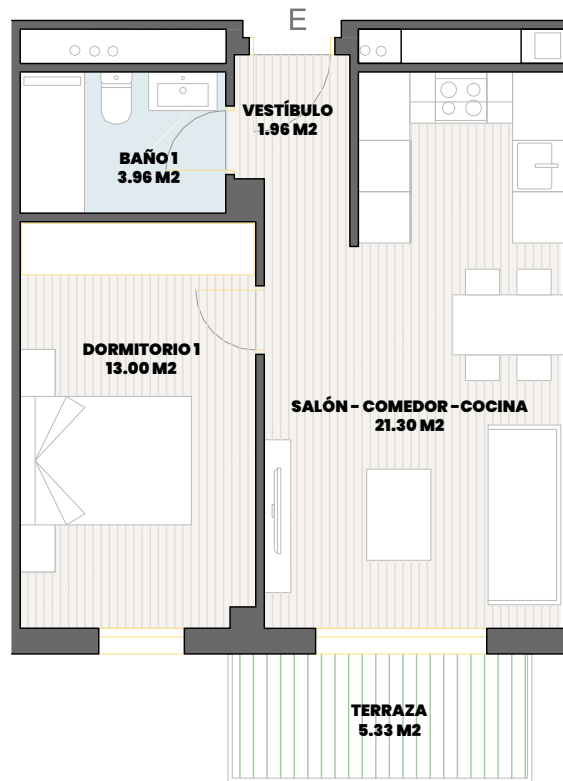 E
VESTÍBULO
1.96 M2
BAÑO 1
3.96 M2
DORMITORIO 1
13.00 M2
SALÓN - COMEDOR -COCINA
21.30 M2
TERRAZA
5.33 M2